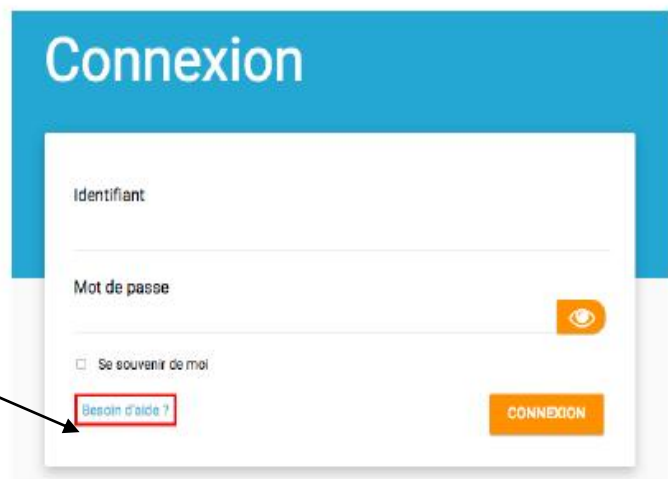 Connexion
Identifiant
Mot de passe
Se souvenir de moi
Besoin d'aide ?
CONNEXION